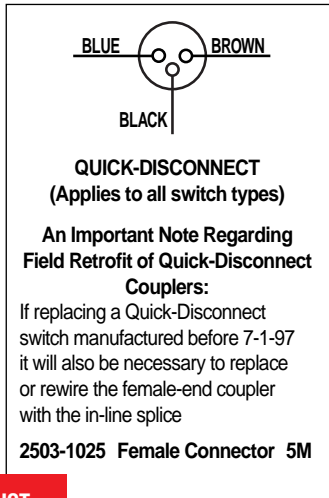 BLUE BROWN
BLACK
QUICK-DISCONNECT
(Applies to all switch types)
An Important Note Regarding
Field Retrofit of Quick-Disconnect
Couplers:
If replacing a Quick-Disconnect
switch manufactured before 7-1-97
it will also be necessary to replace
or rewire the female-end coupler
with the in-line splice
2503-1025 Female Connector 5M